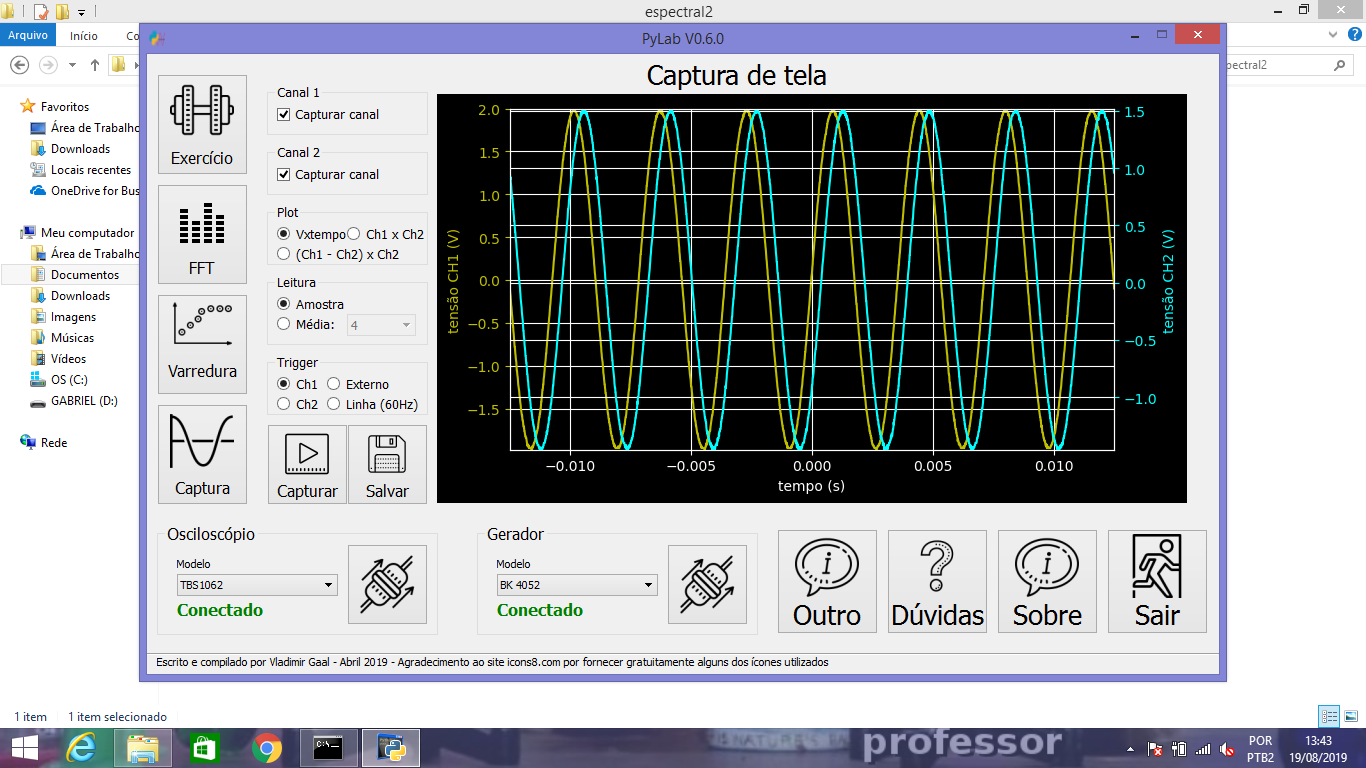 espectral2
Arquivo
Início
Co
PyLab V0.6.0
pectral2
Favoritos
Área de Trabalho
Downloads
Locais recentes
OneDrive for Bus
Meu computador
Área de Trabalho
Documentos
Downloads
Imagens
Músicas
Vídeos
OS (C:)
GABRIEL (D:)
Rede
Exercício
FFT
Varredura
Captura
Canal 1
Capturar canal
Canal 2
Capturar canal
Plot
Vxtempo Ch1 x Ch2
(Ch1 - Ch2) x Ch2
Leitura
Amostra
Média: 4
Trigger
Ch1 Externo
Ch2 Linha (60Hz)
Capturar Salvar
Captura de tela
tensão CH1 (V)
2.0
1.5
1.0
0.5
0.0
−0.5
−1.0
−1.5
1.5
1.0
0.5
0.0
−0.5
−1.0
tensão CH2 (V)
−0.010 −0.005 0.000 0.005 0.010
tempo (s)
Osciloscópio
Modelo
TBS1062
Conectado
Gerador
Modelo
BK 4052
Conectado
Outro
Dúvidas
Sobre
Sair
Escrito e compilado por Vladimir Gaal - Abril 2019 - Agradecimento ao site icons8.com por fornecer gratuitamente alguns dos ícones utilizados
1 item 1 item selecionado
professor
POR
PTB2
13:43
19/08/2019